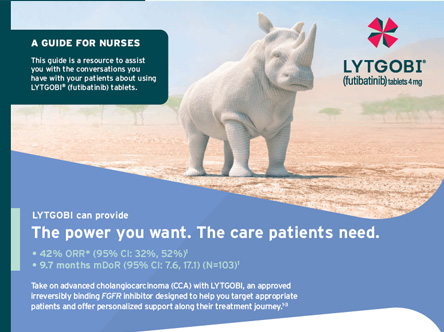 A GUIDE FOR NURSES
This guide is a resource to assist
you with the conversations you
have with your patients about using
LYTGOBI® (futibatinib) tablets.
LYTGOBI®
(futibatinib) tablets 4 mg
LYTGOBI can provide
The power you want. The care patients need.
• 42% ORR* (95% CI: 32%, 52%)¹
• 9.7 months mDoR (95% CI: 7.6, 17.1) (N=103)¹
Take on advanced cholangiocarcinoma (CCA) with LYTGOBI, an approved
irreversibly binding FGFR inhibitor designed to help you target appropriate
patients and offer personalized support along their treatment journey.